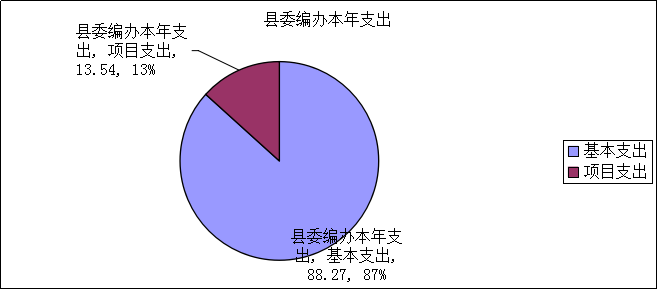 县委编办本年支出
县委编办本年支
出, 项目支出,
13.54, 13%
基本支出
项目支出
县委编办本年支
出, 基本支出,
88.27, 87%